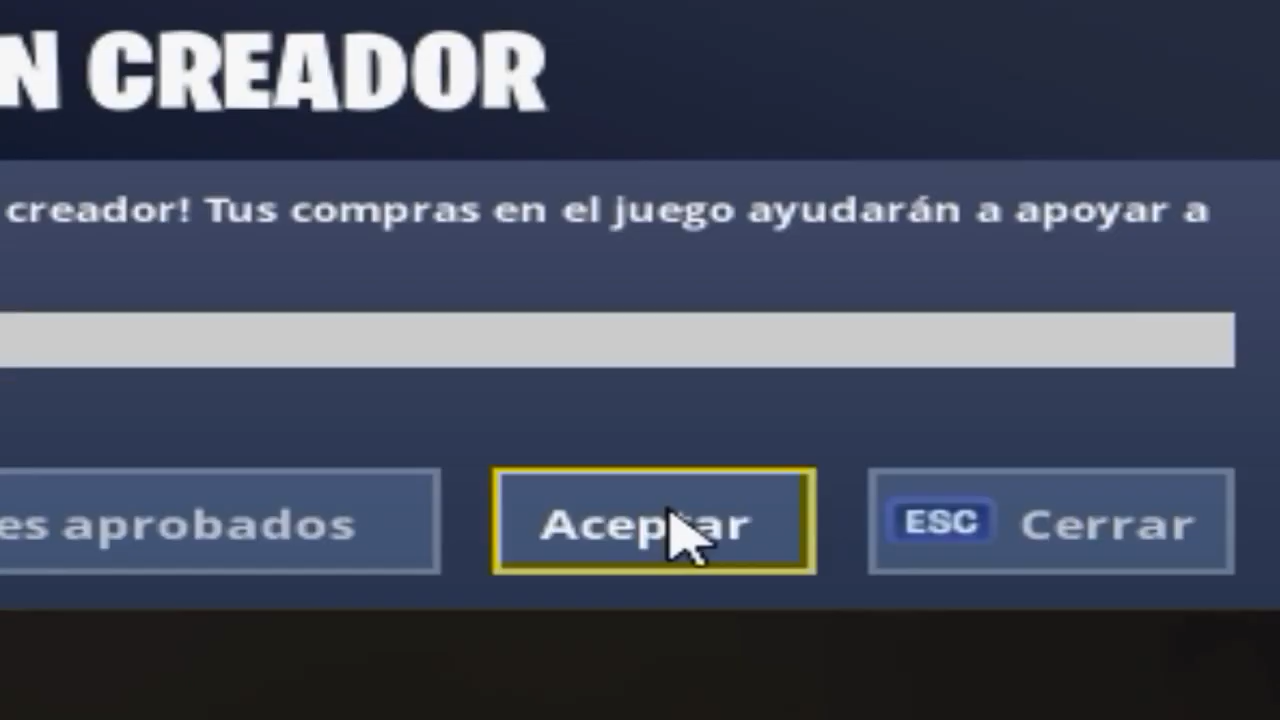 N CREADOR
creador! Tus compras en el juego ayudarán a apoyar a
es aprobados
Aceptar
ESC Cerrar